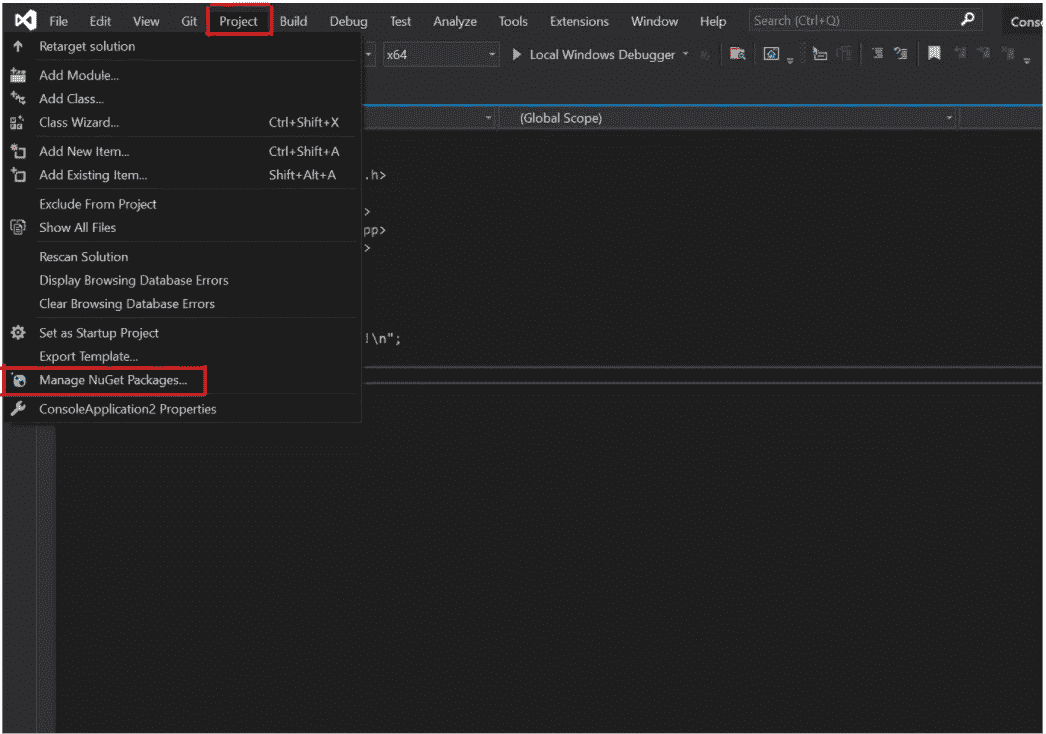 File Edit View Git Project Build Debug Test Analyze Tools Extensions Window Help Search (Ctrl+Q) Conso
Retarget solution
x64 Local Windows Debugger
Add Module...
Add Class...
Class Wizard... Ctrl+Shift+X
(Global Scope)
Add New Item... Ctrl+Shift+A
Add Existing Item... Shift+Alt+A
.h>
Exclude From Project
>
Show All Files
pp>
>
Rescan Solution
Display Browsing Database Errors
Clear Browsing Database Errors
Set as Startup Project
!\n";
Export Template...
Manage NuGet Packages...
ConsoleApplication2 Properties